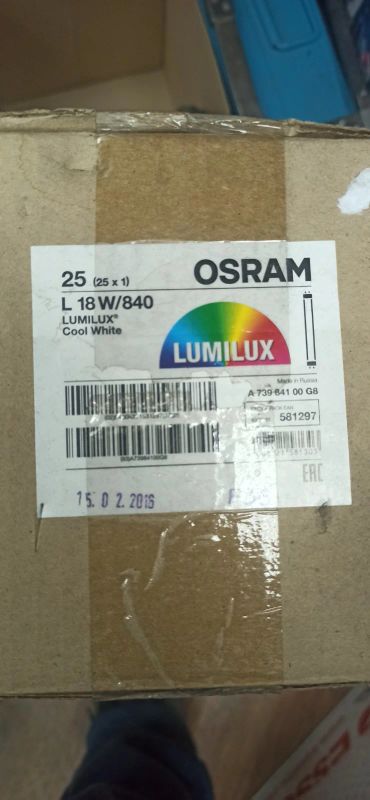 25 (25 x 1)
OSRAM
L 18 W/840
LUMILUX®
Cool White
LUMILUX
Made in Russia
A 739 841 00 G8
581297
EAC
15.02.2016